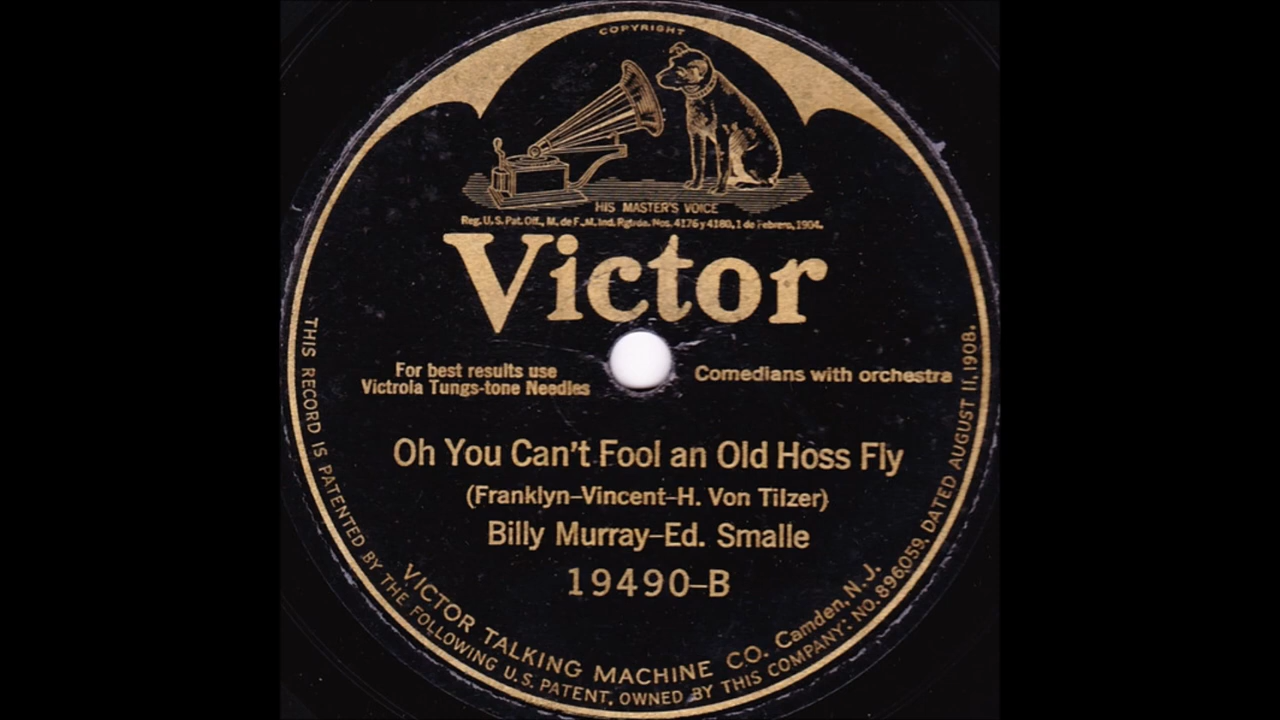 COPYRIGHT
HIS MASTER'S VOICE
Reg. U.S. Pat. Off., M. de F., M. Ind. Rgtrda. Nos. 4176 y 4180, 1 de Febrero, 1904.
Victor
For best results use
Victrola Tungs-tone Needles
Comedians with orchestra
Oh You Can't Fool an Old Hoss Fly
(Franklyn–Vincent–H. Von Tilzer)
Billy Murray–Ed. Smalle
19490–B
VICTOR TALKING MACHINE CO. Camden, N. J.
THIS RECORD IS PATENTED BY THE FOLLOWING U.S. PATENT, OWNED BY THIS COMPANY: NO. 896059, DATED AUGUST 11, 1908.